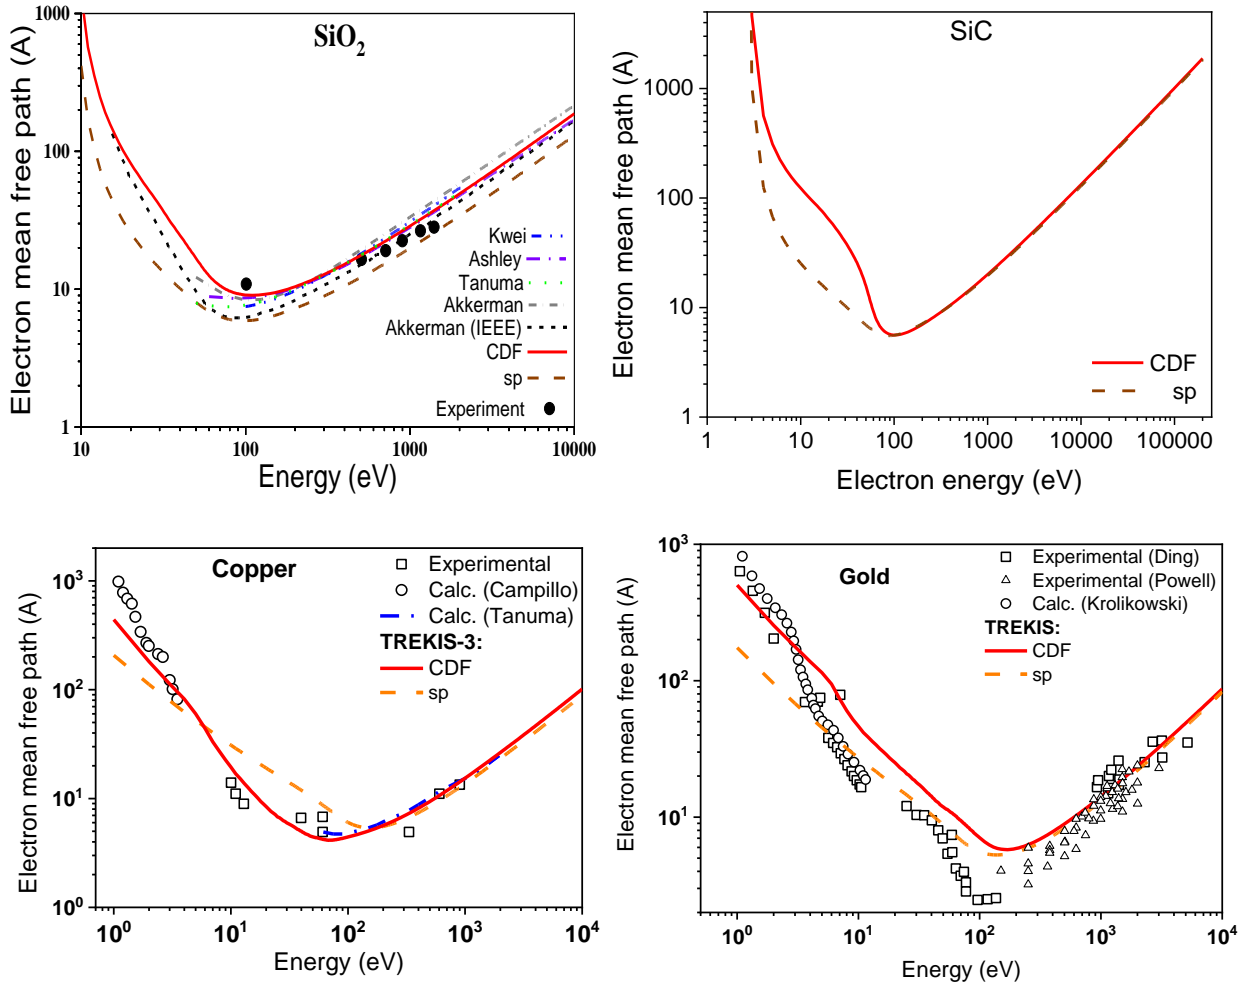 SiO2
Electron mean free path (A)
1000
100
10
1
Kwei
Ashley
Tanuma
Akkerman
Akkerman (IEEE)
CDF
sp
Experiment
10 100 1000 10000
Energy (eV)
SiC
Electron mean free path (A)
1000
100
10
1
CDF
sp
1 10 100 1000 10000 100000
Electron energy (eV)
Copper
Electron mean free path (A)
10^3
10^2
10^1
10^0
Experimental
Calc. (Campillo)
Calc. (Tanuma)
TREKIS-3:
CDF
sp
10^0 10^1 10^2 10^3 10^4
Energy (eV)
Gold
Electron mean free path (A)
10^3
10^2
10^1
Experimental (Ding)
Experimental (Powell)
Calc. (Krolikowski)
TREKIS:
CDF
sp
10^0 10^1 10^2 10^3 10^4
Energy (eV)